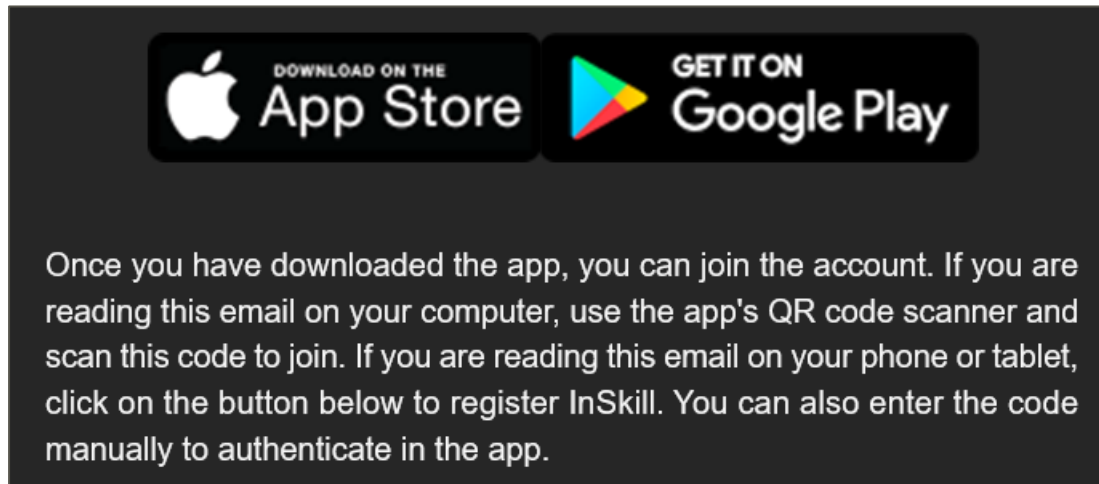 DOWNLOAD ON THE
App Store
GET IT ON
Google Play
Once you have downloaded the app, you can join the account. If you are
reading this email on your computer, use the app's QR code scanner and
scan this code to join. If you are reading this email on your phone or tablet,
click on the button below to register InSkill. You can also enter the code
manually to authenticate in the app.